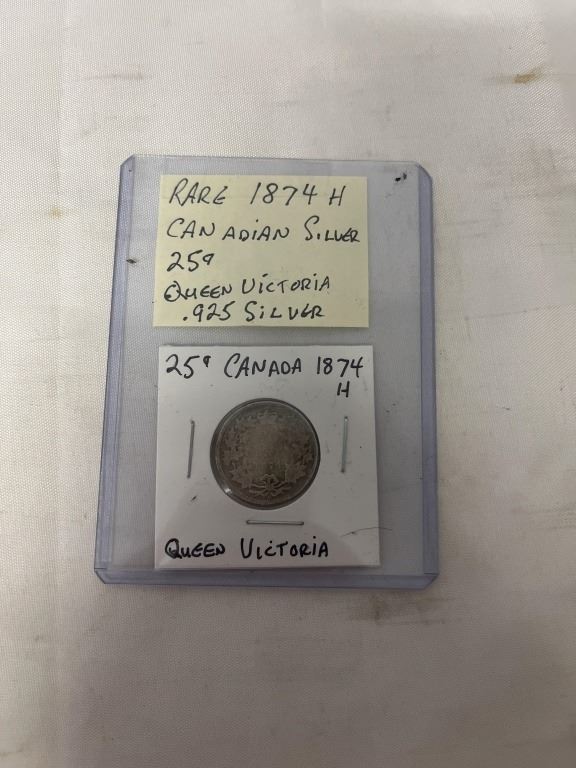 RARE 1874 H
CANADIAN SILVER
25¢
QUEEN VICTORIA
.925 SILVER
25¢ CANADA 1874
H
QUEEN VICTORIA